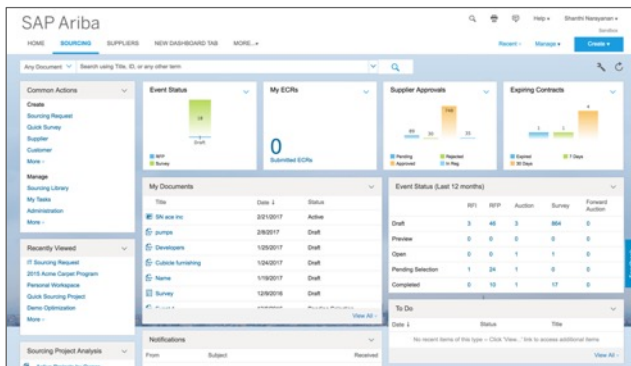 SAP Ariba
Help
Shanthi Narayanan
Sandbox
HOME SOURCING SUPPLIERS NEW DASHBOARD TAB MORE...
Recent Manage Create
Any Document Search using Title, ID, or any other term
Common Actions
Create
Sourcing Request
Quick Survey
Supplier
Customer
More
Manage
Sourcing Library
My Tasks
Administration
More
Recently Viewed
IT Sourcing Request
2015 Acme Carpet Program
Personal Workspace
Quick Sourcing Project
Demo Optimization
More
Sourcing Project Analysis
Event Status
Draft
RFP
Survey
My ECRs
0
Submitted ECRs
Supplier Approvals
Pending Rejected
Approved In Reg
Expiring Contracts
4
Expired 7 Days
30 Days
My Documents
Title Date ↓ Status
SN aox inc 2/21/2017 Active
pumps 2/8/2017 Draft
Developers 1/25/2017 Draft
Cubicle furnishing 1/24/2017 Draft
Name 1/19/2017 Draft
Survey 12/9/2016 Draft
View All
Notifications
From Subject Received
Event Status (Last 12 months)
RFI RFP Auction Survey Forward Auction
Draft 3 46 3 864 0
Preview 0 0 0 0 0
Open 0 0 1 1 0
Pending Selection 1 24 1 0 0
Completed 0 10 1 17 0
To Do
Date ↓ Status Title
No recent items of this type - Click 'View...' link to access additional items
View All